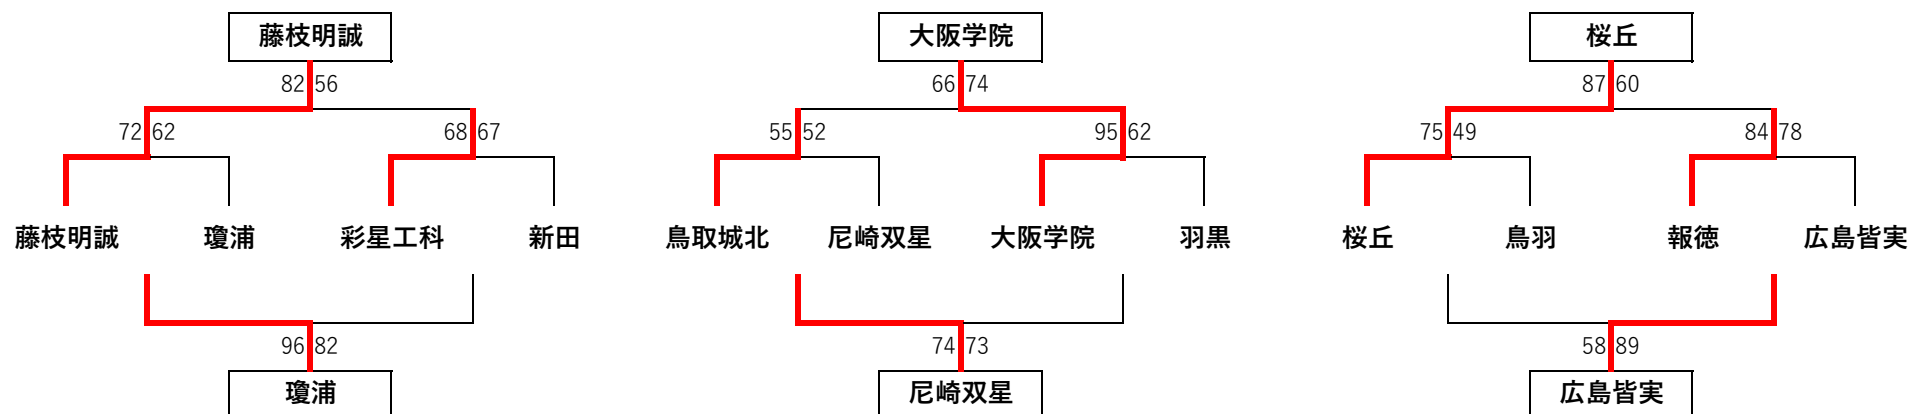 藤枝明誠 大阪学院 桜丘
82 56 66 74 87 60
72 62 68 67 55 52 95 62 75 49 84 78
藤枝明誠 瓊浦 彩星工科 新田 鳥取城北 尼崎双星 大阪学院 羽黒 桜丘 鳥羽 報徳 広島皆実
96 82 74 73 58 89
瓊浦 尼崎双星 広島皆実